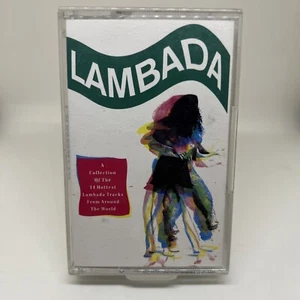 LAMBADA
A
Collection
Of The
14 Hottest
Lambada Tracks
From Around
The World